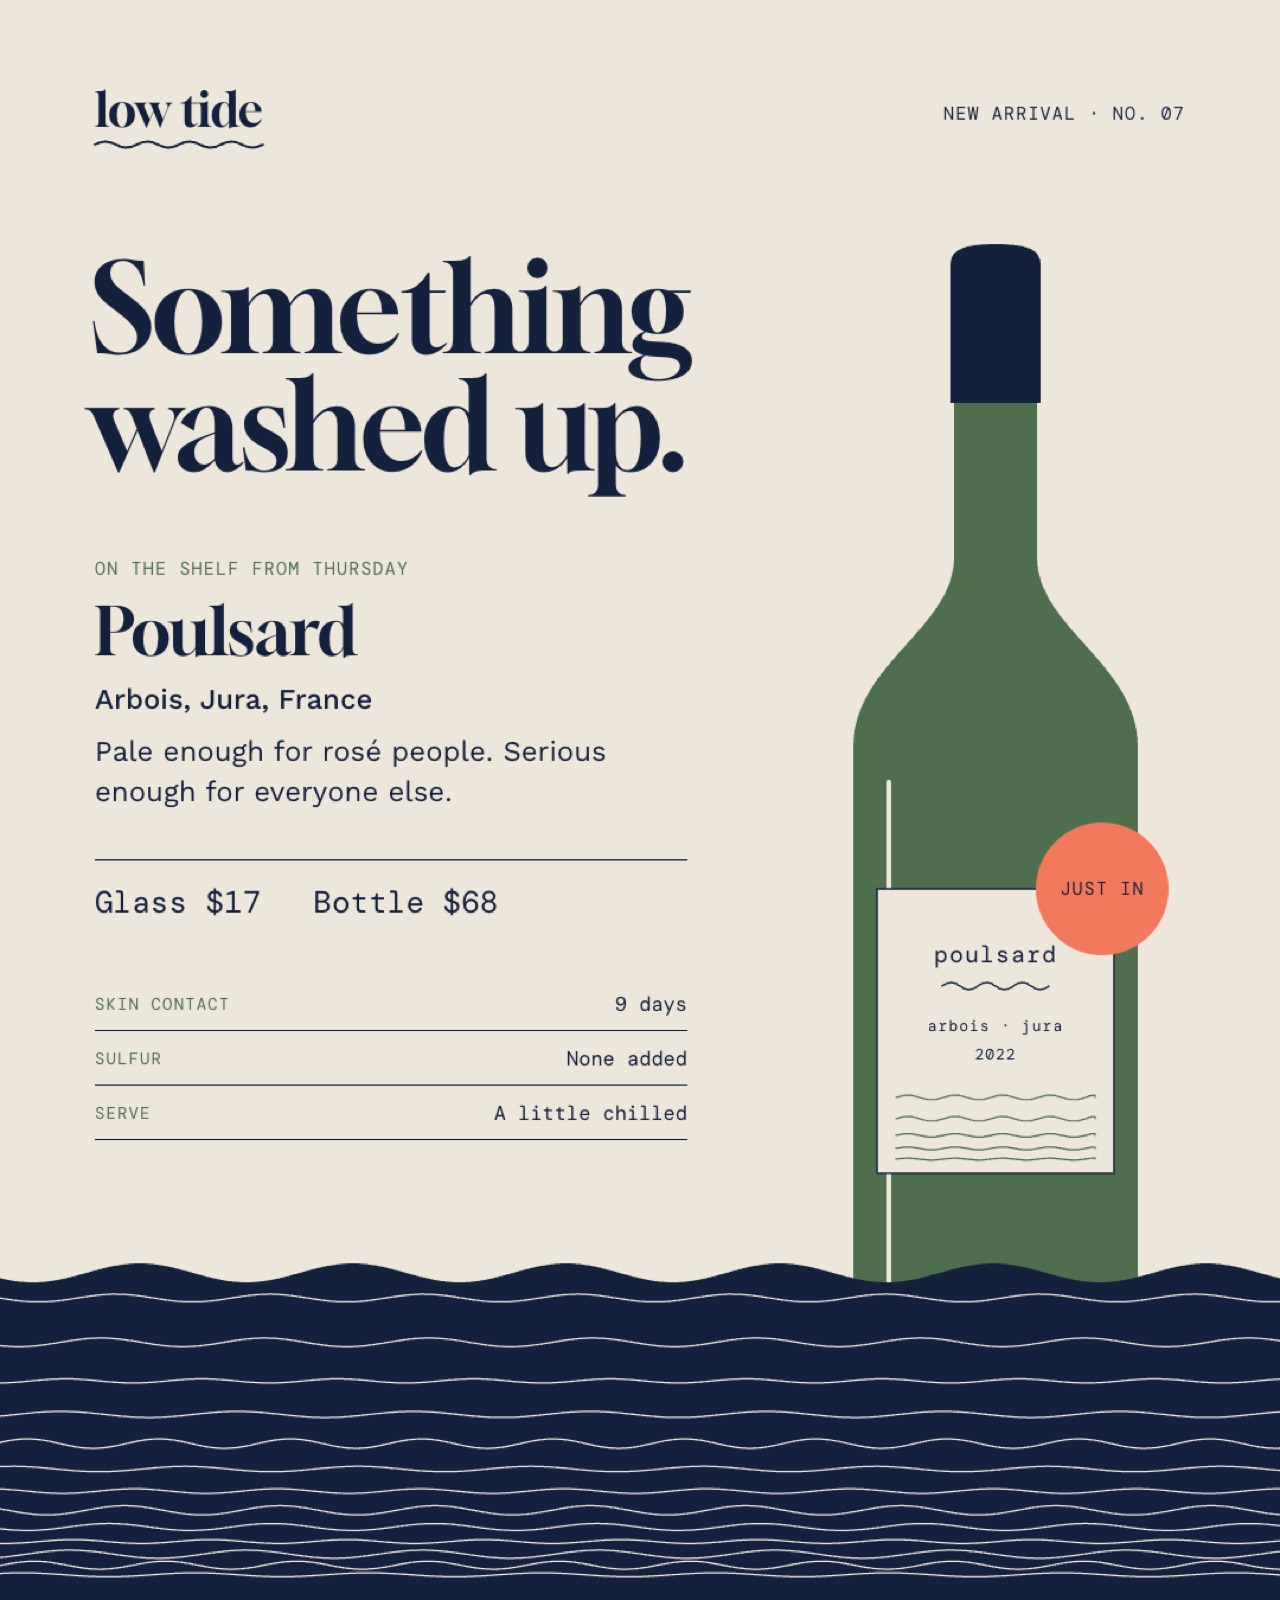 low tide
NEW ARRIVAL · NO. 07
Something
washed up.
ON THE SHELF FROM THURSDAY
Poulsard
Arbois, Jura, France
Pale enough for rosé people. Serious
enough for everyone else.
Glass $17 Bottle $68
SKIN CONTACT 9 days
SULFUR None added
SERVE A little chilled
JUST IN
poulsard
arbois · jura
2022